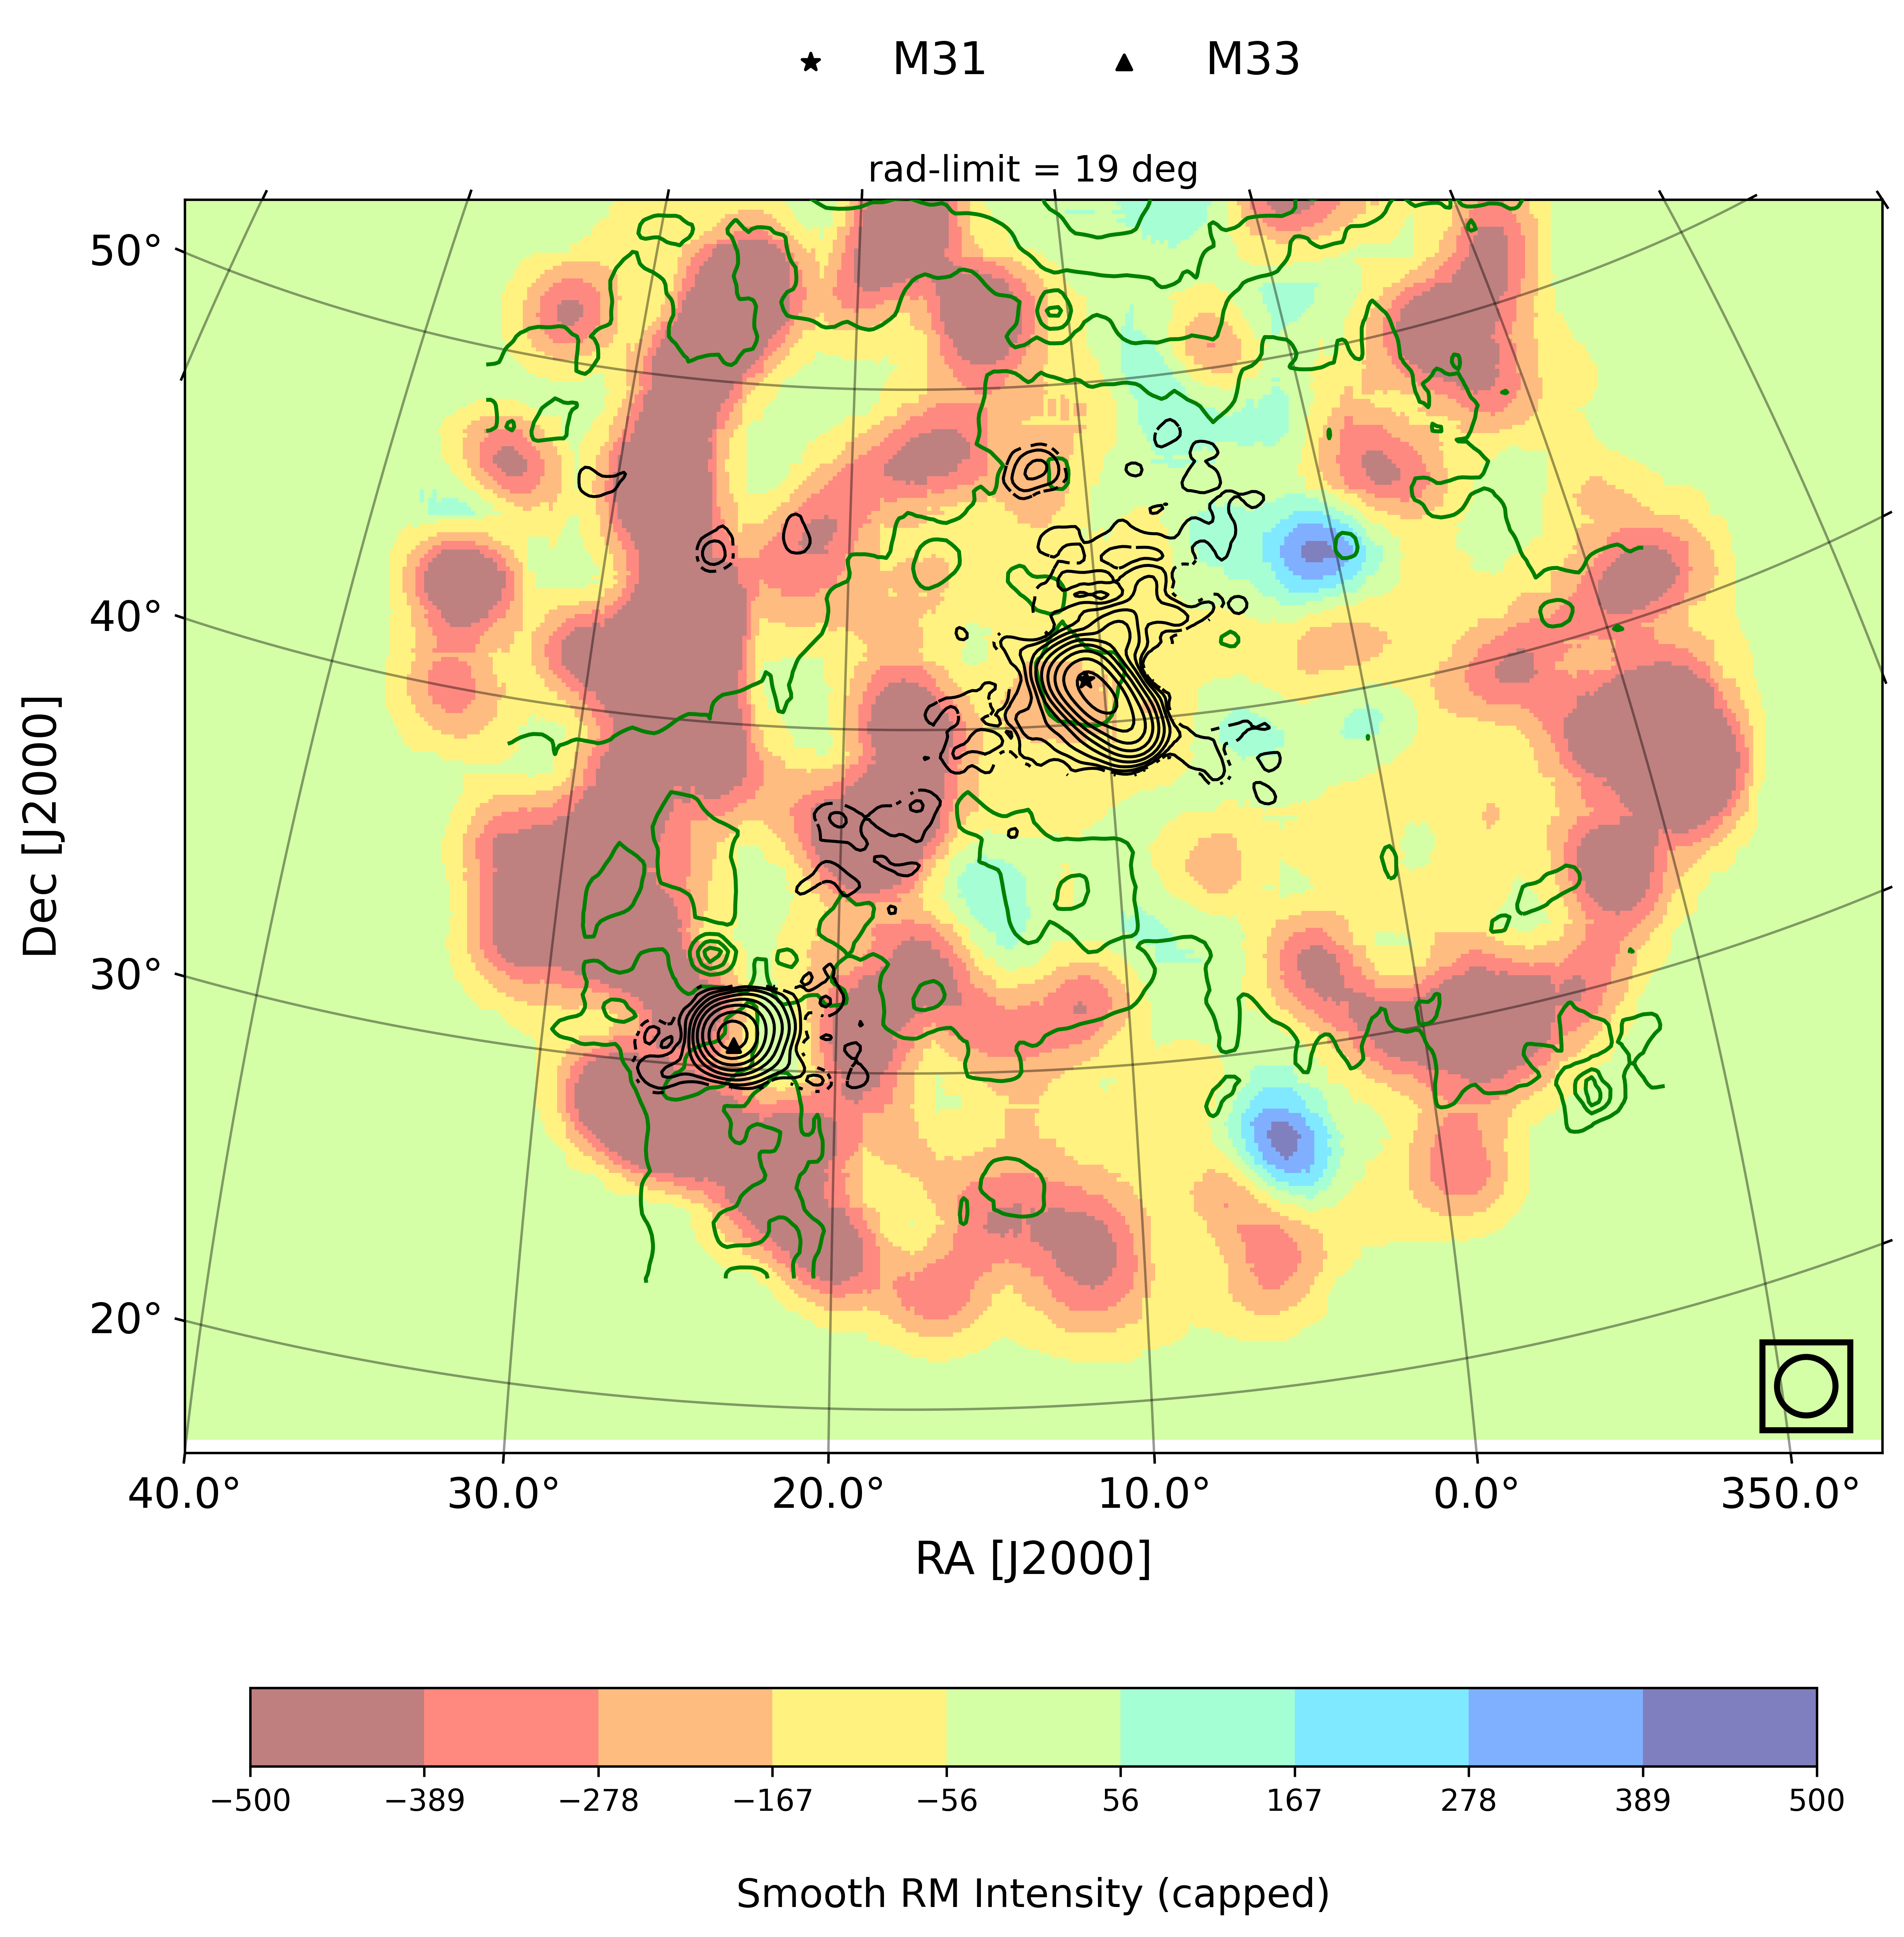 M31 M33
rad-limit = 19 deg
50°
40°
30°
20°
Dec [J2000]
40.0° 30.0° 20.0° 10.0° 0.0° 350.0°
RA [J2000]
−500 −389 −278 −167 −56 56 167 278 389 500
Smooth RM Intensity (capped)